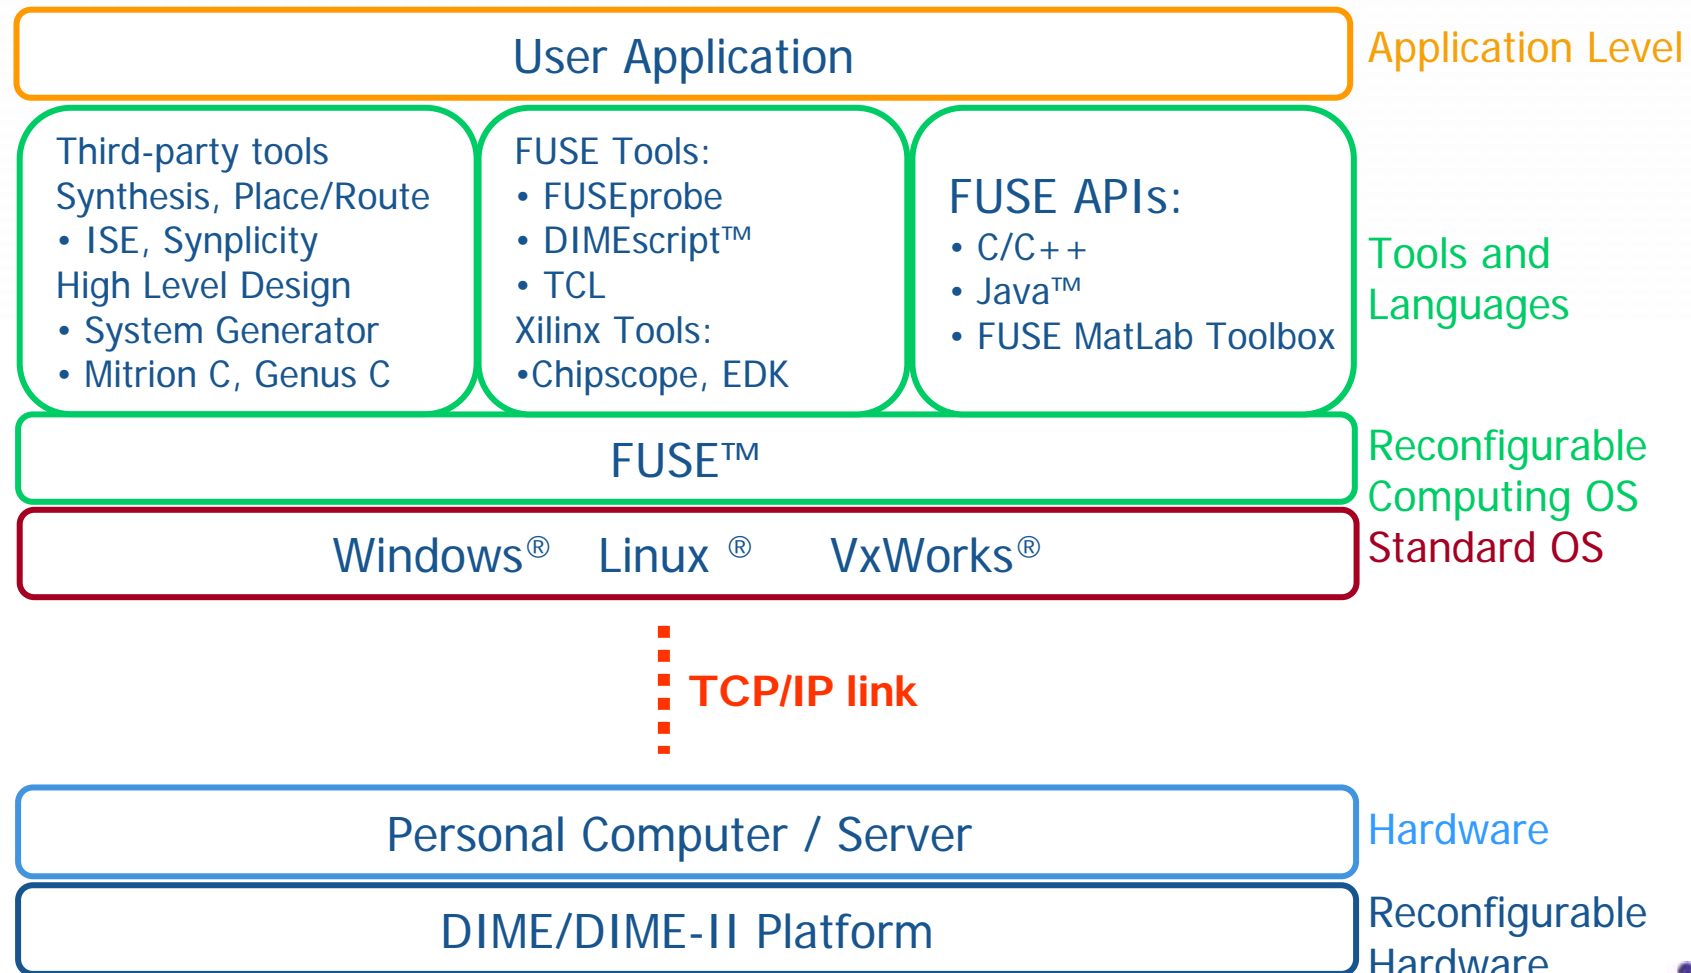 User Application
Application Level
Third-party tools
Synthesis, Place/Route
• ISE, Synplicity
High Level Design
• System Generator
• Mitrion C, Genus C
FUSE Tools:
• FUSEprobe
• DIMEscript™
• TCL
Xilinx Tools:
•Chipscope, EDK
FUSE APIs:
• C/C++
• Java™
• FUSE MatLab Toolbox
Tools and
Languages
FUSE™
Reconfigurable
Computing OS
Windows® Linux ® VxWorks®
Standard OS
TCP/IP link
Personal Computer / Server
Hardware
DIME/DIME-II Platform
Reconfigurable
Hardware